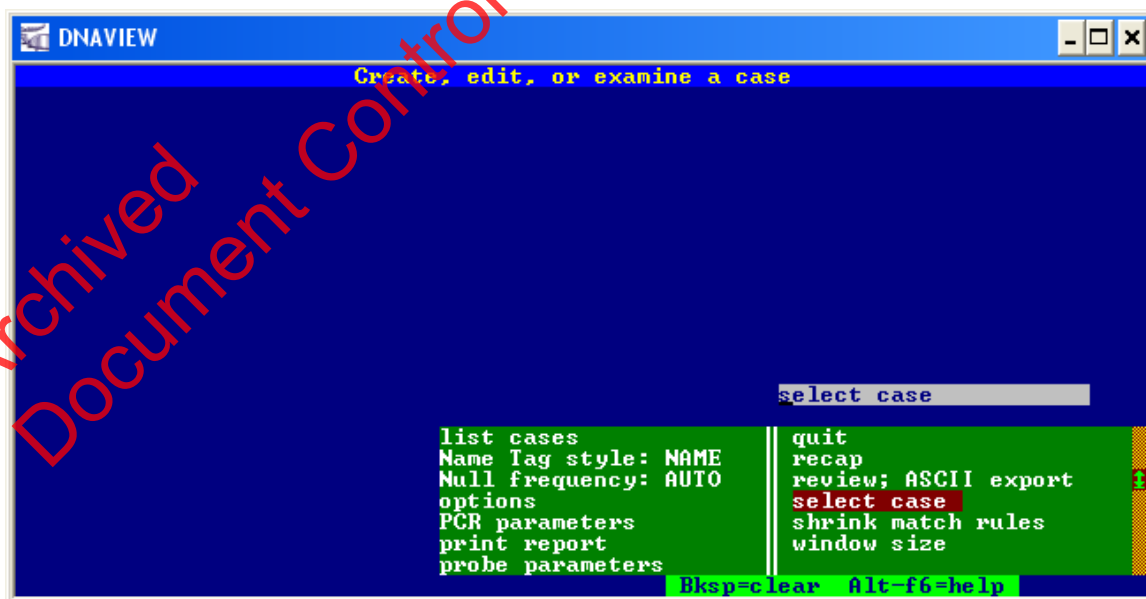 DNAVIEW
Create, edit, or examine a case
Archived
Document Control
select case
list cases
Name Tag style: NAME
Null frequency: AUTO
options
PCR parameters
print report
probe parameters
quit
recap
review; ASCII export
select case
shrink match rules
window size
Bksp=clear Alt-f6=help